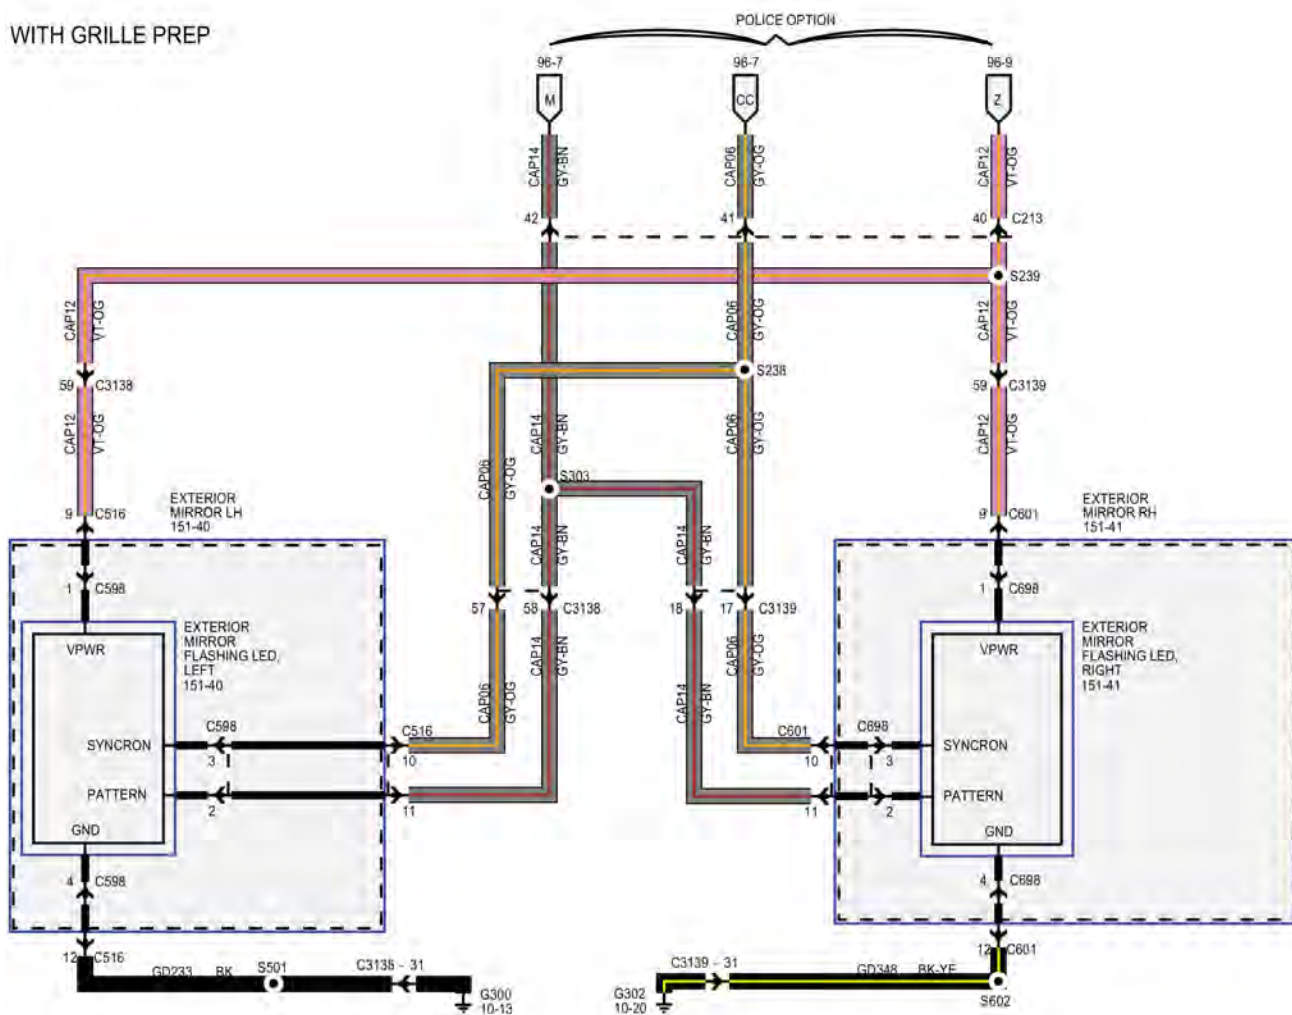 WITH GRILLE PREP
POLICE OPTION
96-7
96-7
96-9
M
CC
Z
CAP14
GY-BN
CAP06
GY-OG
CAP12
VT-OG
42
41
40
C213
S239
CAP12
VT-OG
CAP06
GY-OG
CAP12
VT-OG
S238
59
C3138
59
C3139
CAP12
VT-OG
CAP06
GY-OG
CAP14
GY-BN
CAP06
GY-OG
CAP12
VT-OG
S303
9
C516
EXTERIOR
MIRROR LH
151-40
CAP14
GY-BN
CAP14
GY-BN
9
C601
EXTERIOR
MIRROR RH
151-41
1
C598
57
58
C3138
18
17
C3139
1
C698
VPWR
EXTERIOR
MIRROR
FLASHING LED,
LEFT
151-40
CAP06
GY-OG
CAP14
GY-BN
CAP14
GY-BN
CAP06
GY-OG
VPWR
EXTERIOR
MIRROR
FLASHING LED,
RIGHT
151-41
SYNCRON
C598
3
C516
10
C601
10
C698
3
SYNCRON
PATTERN
2
11
11
2
PATTERN
GND
GND
4
C598
4
C698
12
C516
12
C601
GD233
BK
S501
C3138 - 31
G300
10-13
C3139 - 31
G302
10-20
GD348
BK-YE
S602